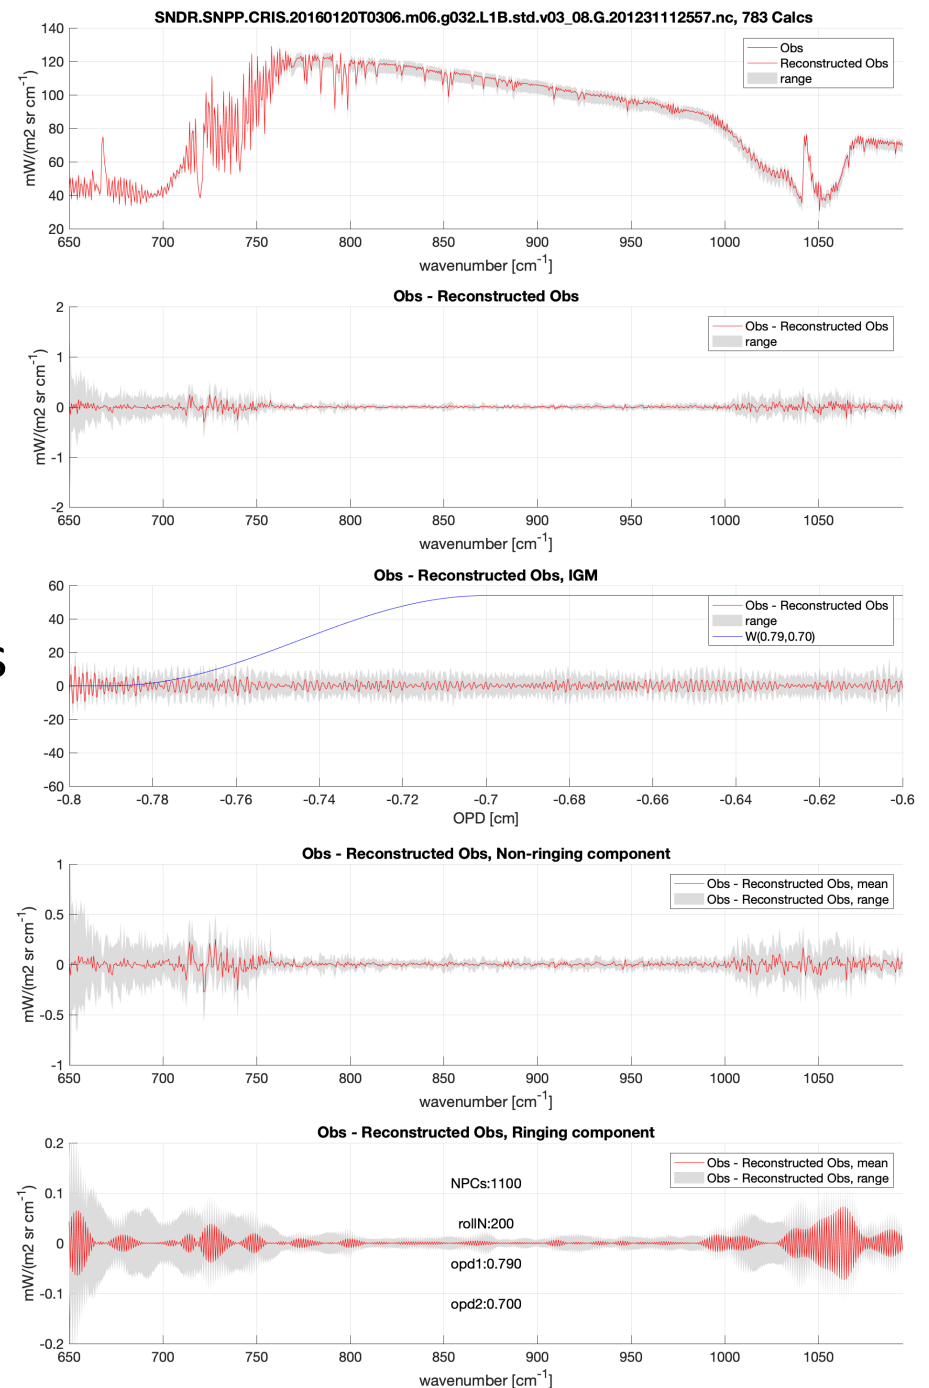 SNDR.SNPP.CRIS.20160120T0306.m06.g032.L1B.std.v03_08.G.201231112557.nc, 783 Calcs
140
120
100
80
60
40
20
mW/(m2 sr cm⁻¹)
Obs
Reconstructed Obs
range
650 700 750 800 850 900 950 1000 1050
wavenumber [cm⁻¹]
Obs - Reconstructed Obs
2
1
0
-1
-2
mW/(m2 sr cm⁻¹)
Obs - Reconstructed Obs
range
650 700 750 800 850 900 950 1000 1050
wavenumber [cm⁻¹]
Obs - Reconstructed Obs, IGM
60
40
20
0
-20
-40
-60
s
Obs - Reconstructed Obs
range
W(0.79,0.70)
-0.8 -0.78 -0.76 -0.74 -0.72 -0.7 -0.68 -0.66 -0.64 -0.62 -0.6
OPD [cm]
Obs - Reconstructed Obs, Non-ringing component
1
0.5
0
-0.5
-1
mW/(m2 sr cm⁻¹)
Obs - Reconstructed Obs, mean
Obs - Reconstructed Obs, range
650 700 750 800 850 900 950 1000 1050
wavenumber [cm⁻¹]
Obs - Reconstructed Obs, Ringing component
0.2
0.1
0
-0.1
-0.2
mW/(m2 sr cm⁻¹)
Obs - Reconstructed Obs, mean
Obs - Reconstructed Obs, range
NPCs:1100
rollN:200
opd1:0.790
opd2:0.700
650 700 750 800 850 900 950 1000 1050
wavenumber [cm⁻¹]